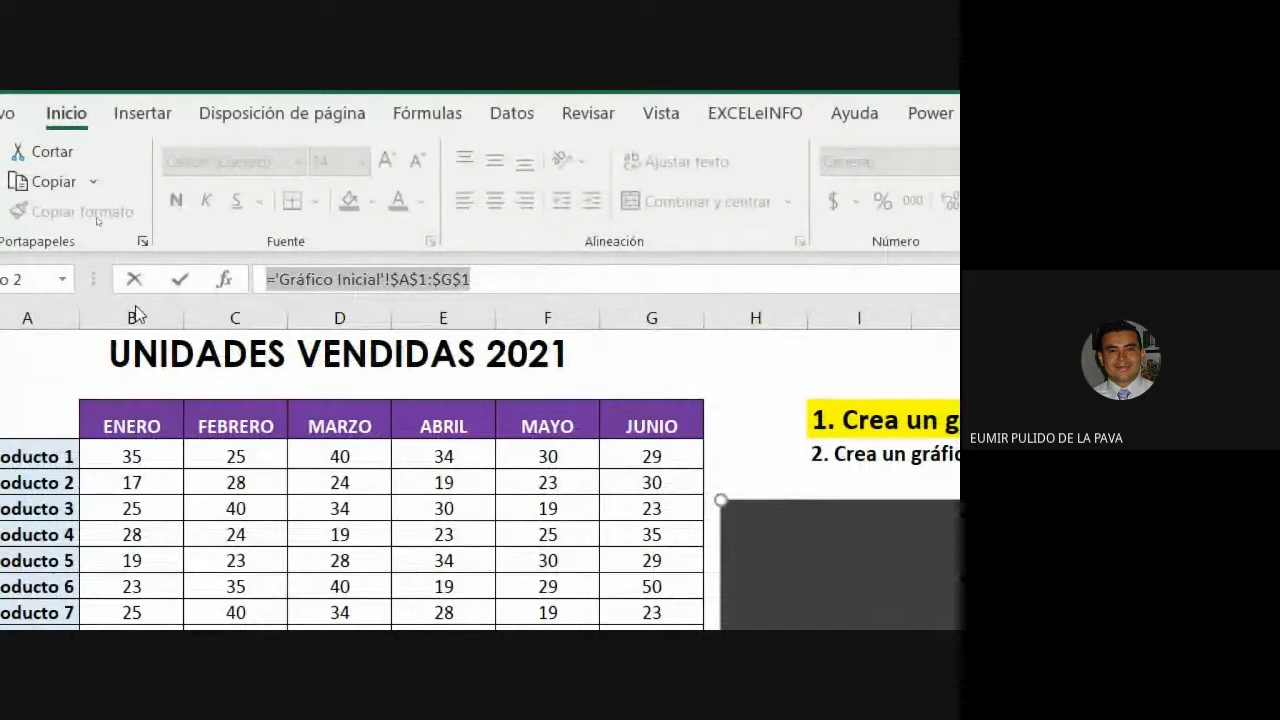 vo Inicio Insertar Disposición de página Fórmulas Datos Revisar Vista EXCELeINFO Ayuda Power
Cortar
Copiar
Copiar formato
Portapapeles
14 A A
N K S A
Fuente
ab Ajustar texto
Combinar y centrar
Alineación
General
$ % 000
Número
o 2 fx ='Gráfico Inicial'!$A$1:$G$1
A B C D E F G H I
UNIDADES VENDIDAS 2021
ENERO FEBRERO MARZO ABRIL MAYO JUNIO
oducto 1 35 25 40 34 30 29
oducto 2 17 28 24 19 23 30
oducto 3 25 40 34 30 19 23
oducto 4 28 24 19 23 25 35
oducto 5 19 23 28 34 30 29
oducto 6 23 35 40 19 29 50
oducto 7 25 40 34 28 19 23
1. Crea un g
2. Crea un gráfic
EUMIR PULIDO DE LA PAVA